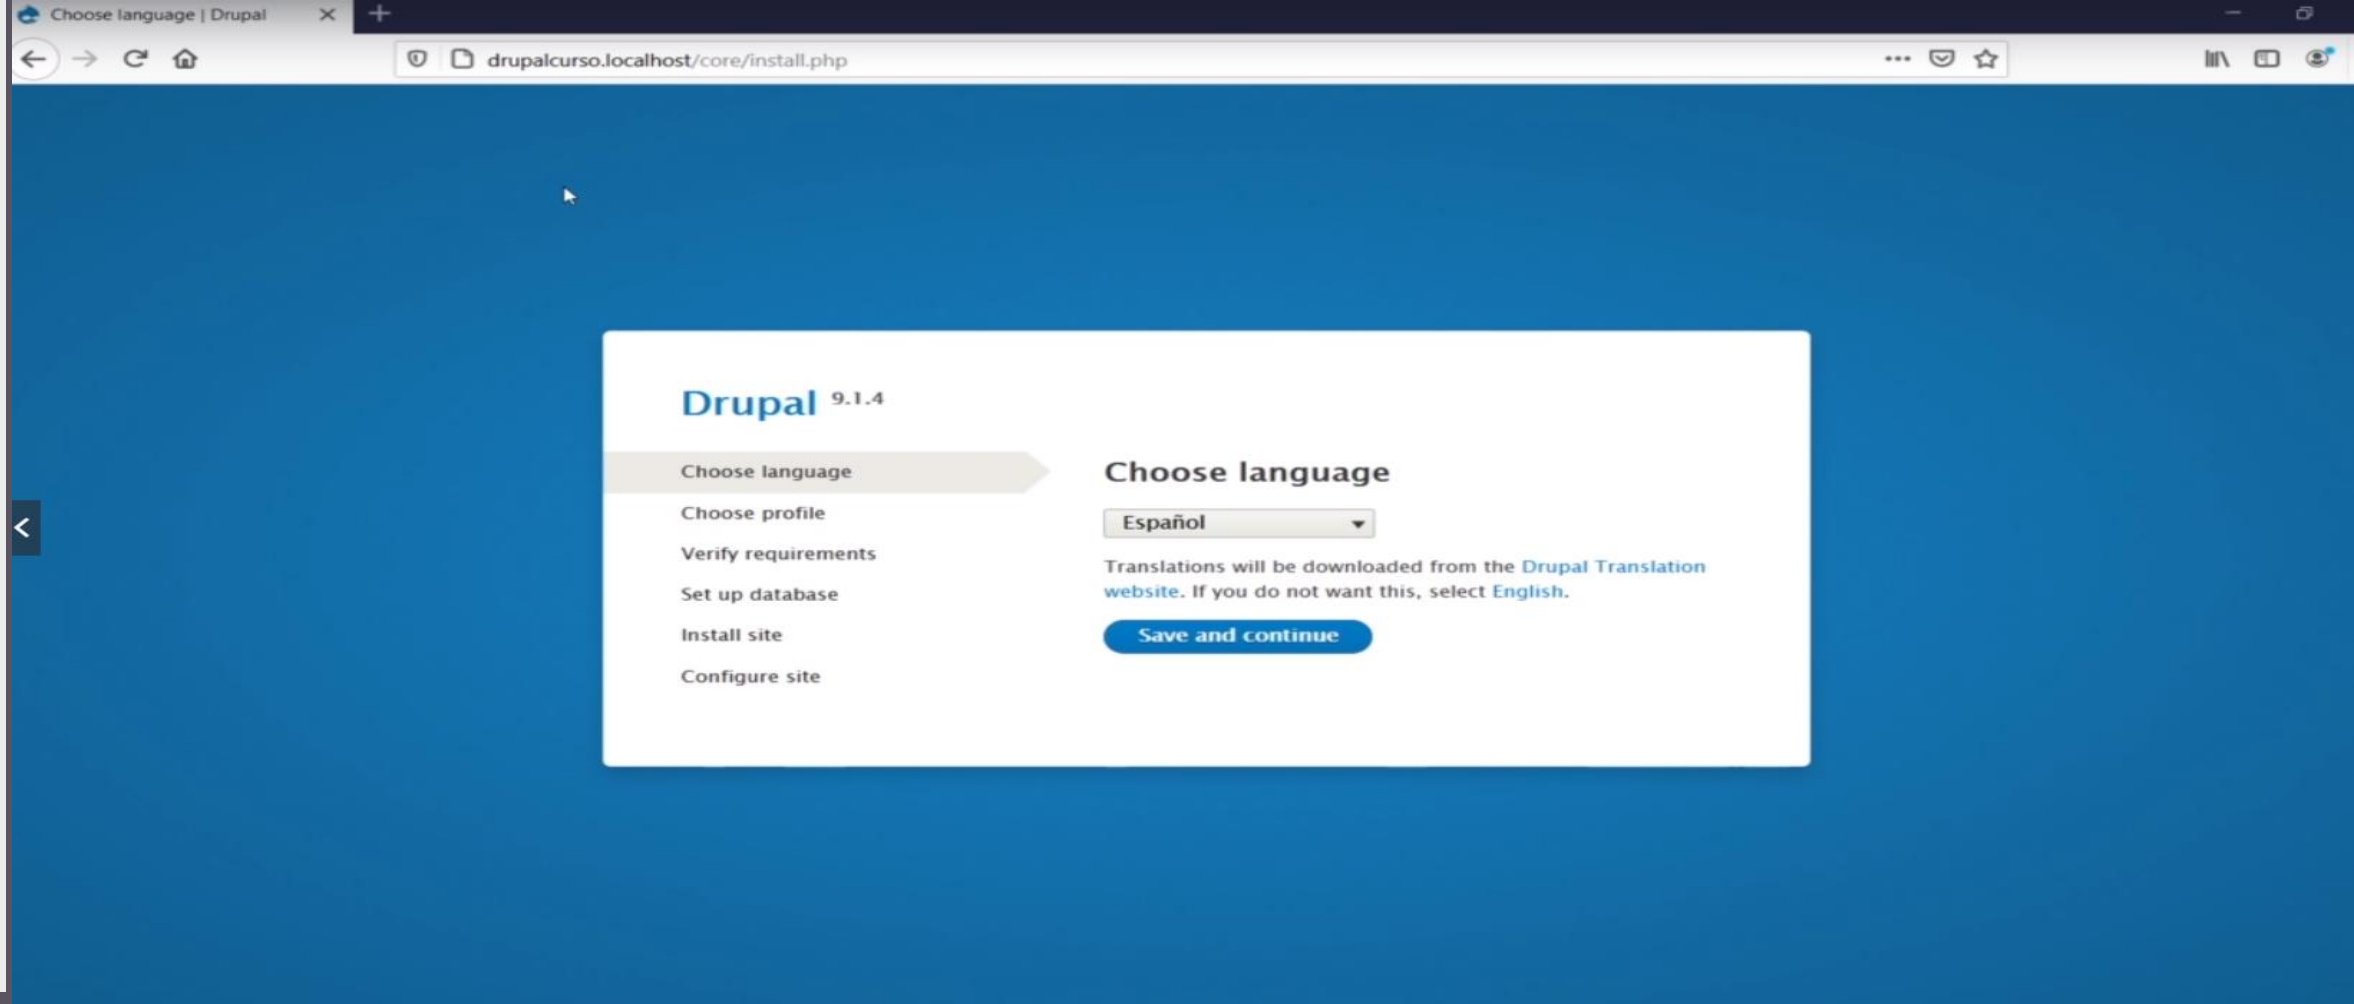 Choose language | Drupal
drupalcurso.localhost/core/install.php
Drupal 9.1.4
Choose language
Choose profile
Verify requirements
Set up database
Install site
Configure site
Choose language
Español
Translations will be downloaded from the Drupal Translation
website. If you do not want this, select English.
Save and continue